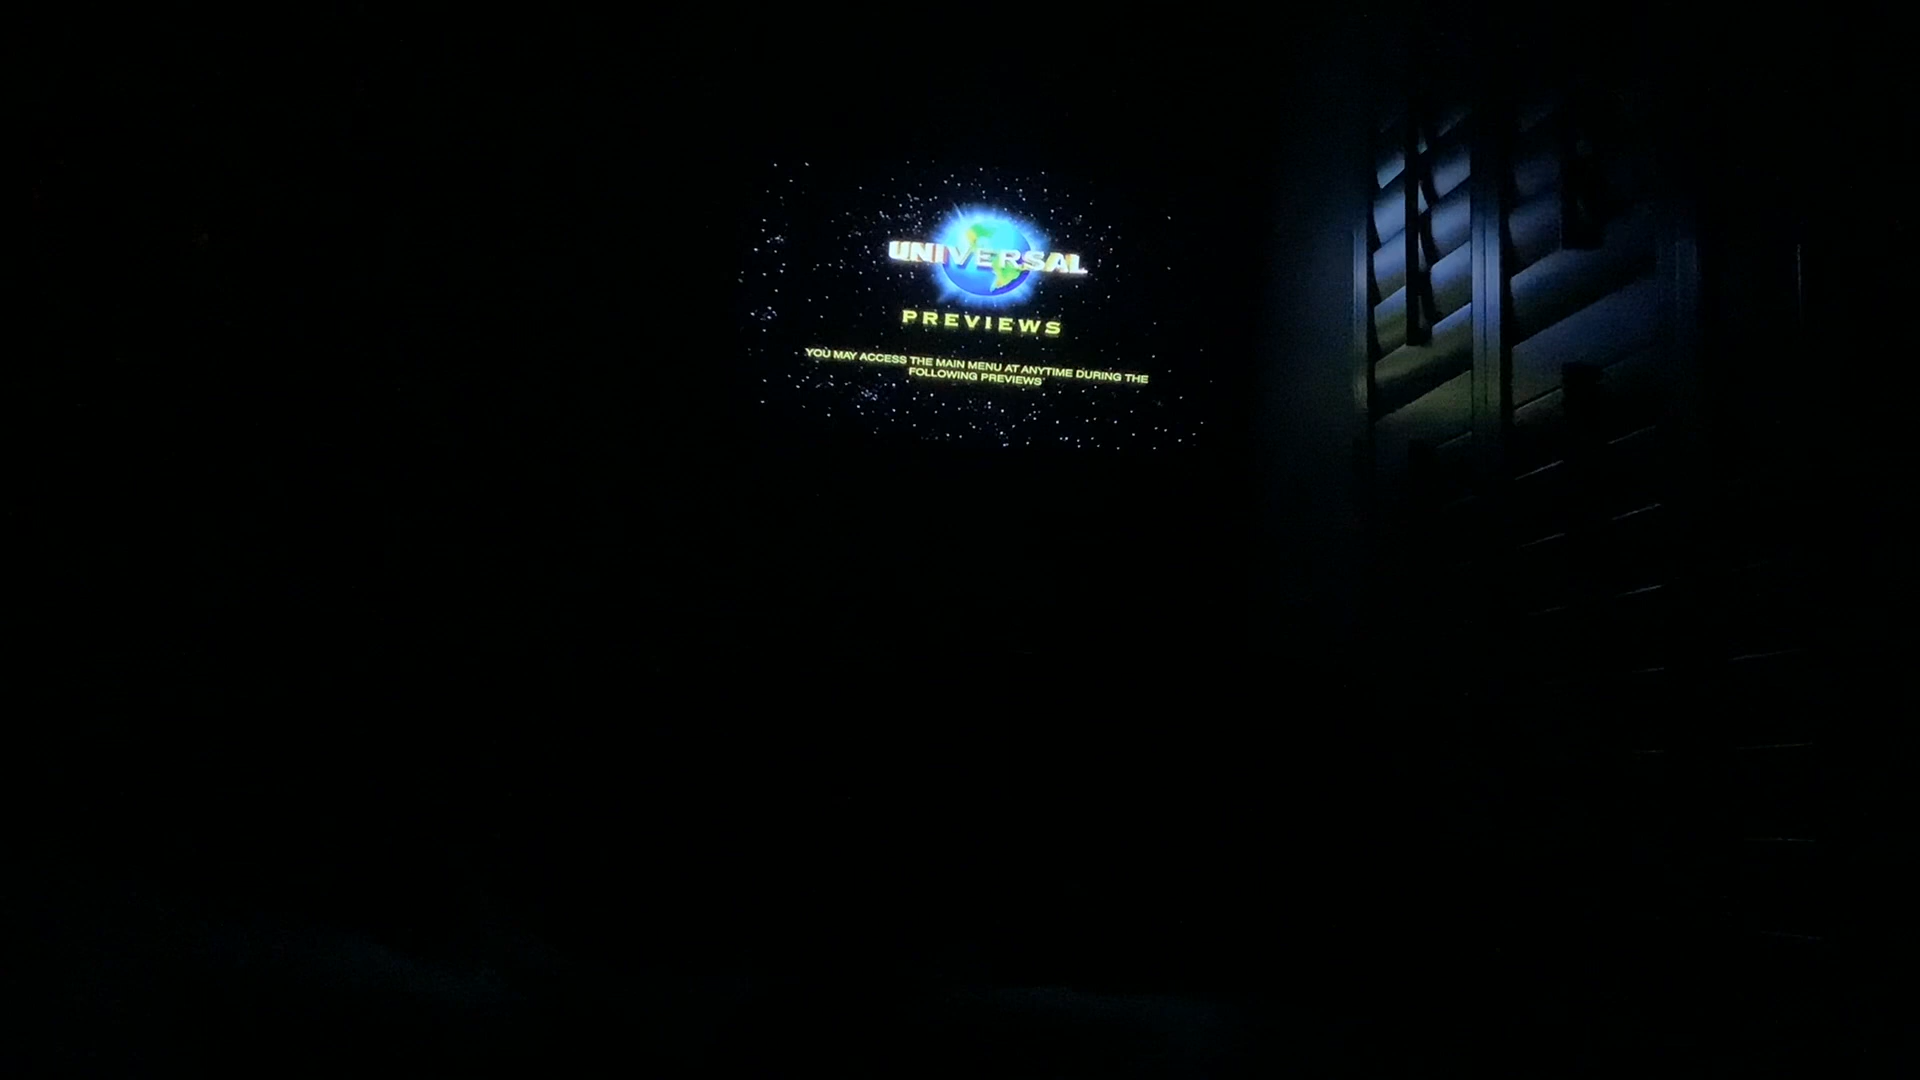 UNIVERSAL
PREVIEWS
YOU MAY ACCESS THE MAIN MENU AT ANYTIME DURING THE
FOLLOWING PREVIEWS